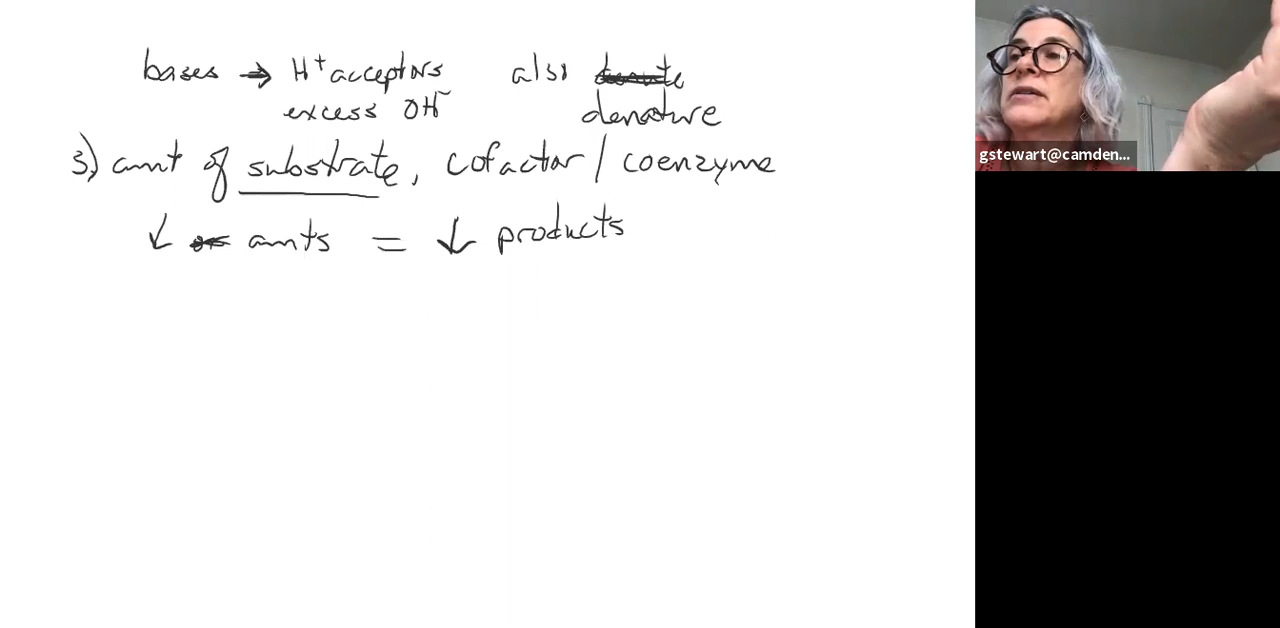 bases → H⁺ acceptors also
excess OH⁻ denature
3) amt of substrate, cofactor / coenzyme
↓ amts = ↓ products
gstewart@camden...